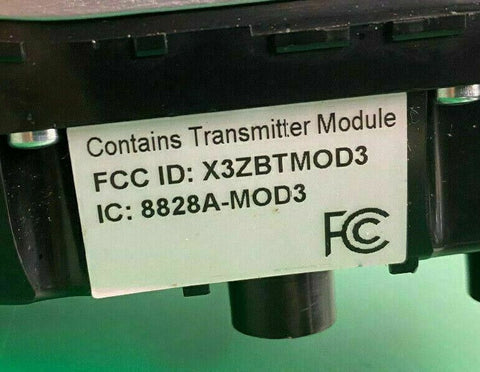 Contains Transmitter Module
FCC ID: X3ZBTMOD3
IC: 8828A-MOD3
FCC